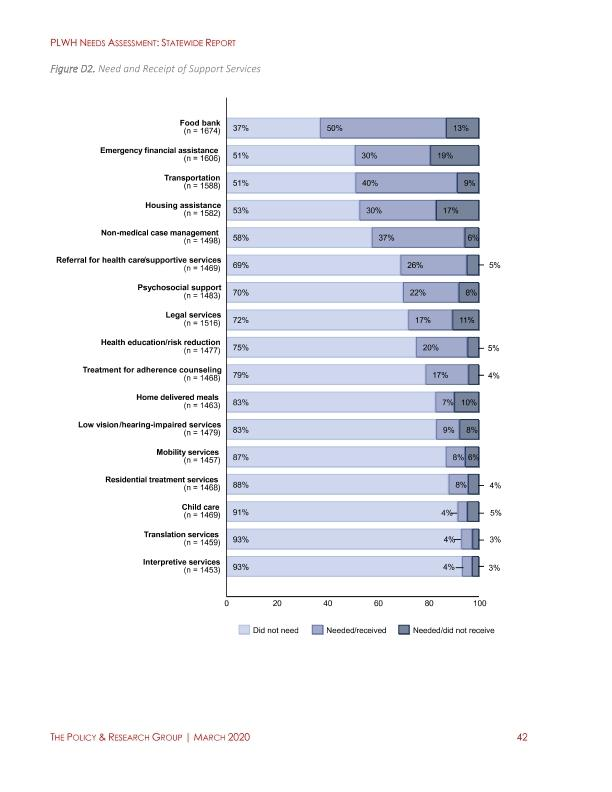 PLWH NEEDS ASSESSMENT: STATEWIDE REPORT
Figure D2. Need and Receipt of Support Services
Food bank
(n = 1674)
37% 50% 13%
Emergency financial assistance
(n = 1606)
51% 30% 19%
Transportation
(n = 1588)
51% 40% 9%
Housing assistance
(n = 1582)
53% 30% 17%
Non-medical case management
(n = 1498)
58% 37% 6%
Referral for health care/supportive services
(n = 1469)
69% 26% 5%
Psychosocial support
(n = 1483)
70% 22% 8%
Legal services
(n = 1516)
72% 17% 11%
Health education/risk reduction
(n = 1477)
75% 20% 5%
Treatment for adherence counseling
(n = 1468)
79% 17% 4%
Home delivered meals
(n = 1463)
83% 7% 10%
Low vision/hearing-impaired services
(n = 1479)
83% 9% 8%
Mobility services
(n = 1457)
87% 8% 6%
Residential treatment services
(n = 1468)
88% 8% 4%
Child care
(n = 1469)
91% 4% 5%
Translation services
(n = 1459)
93% 4% 3%
Interpretive services
(n = 1453)
93% 4% 3%
0 20 40 60 80 100
Did not need Needed/received Needed/did not receive
THE POLICY & RESEARCH GROUP | MARCH 2020 42